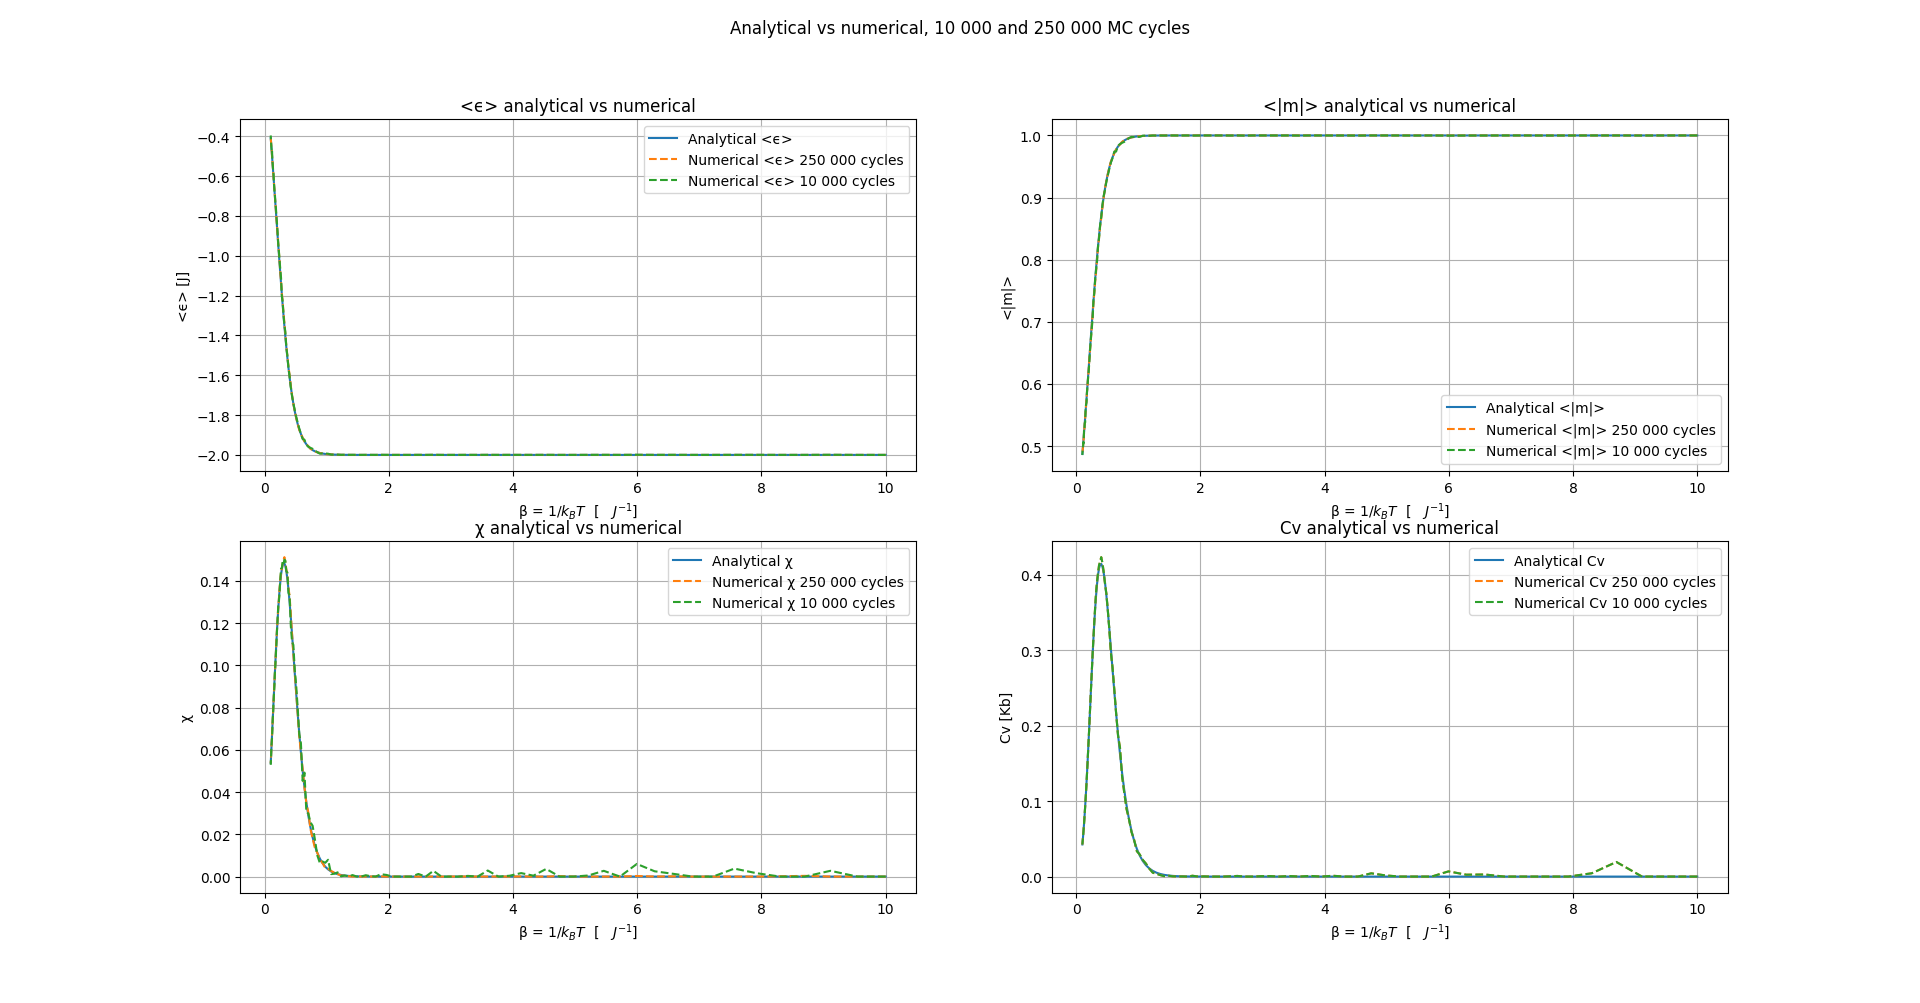 Analytical vs numerical, 10 000 and 250 000 MC cycles
<ϵ> analytical vs numerical
Analytical <ϵ>
Numerical <ϵ> 250 000 cycles
Numerical <ϵ> 10 000 cycles
<ϵ> [J]
−0.4
−0.6
−0.8
−1.0
−1.2
−1.4
−1.6
−1.8
−2.0
0 2 4 6 8 10
β = 1/k_BT [ J⁻¹]
<|m|> analytical vs numerical
Analytical <|m|>
Numerical <|m|> 250 000 cycles
Numerical <|m|> 10 000 cycles
<|m|>
1.0
0.9
0.8
0.7
0.6
0.5
0 2 4 6 8 10
β = 1/k_BT [ J⁻¹]
χ analytical vs numerical
Analytical χ
Numerical χ 250 000 cycles
Numerical χ 10 000 cycles
χ
0.14
0.12
0.10
0.08
0.06
0.04
0.02
0.00
0 2 4 6 8 10
β = 1/k_BT [ J⁻¹]
Cv analytical vs numerical
Analytical Cv
Numerical Cv 250 000 cycles
Numerical Cv 10 000 cycles
Cv [Kb]
0.4
0.3
0.2
0.1
0.0
0 2 4 6 8 10
β = 1/k_BT [ J⁻¹]